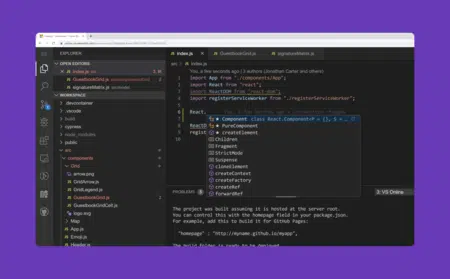 EXPLORER
OPEN EDITORS
index.js src
GuestbookGrid.js
signatureMatrix.js
WORKSPACE
.devcontainer
.vscode
build
cypress
node_modules
public
src
components
Grid
arrow.png
GridArrow.js
GridLegend.js
GuestbookGrid.js
GuestbookGridCell.js
logo.svg
Map
App.js
Emoji.js
Header.js
index.js
GuestbookGrid.js
signatureMatrix.js
src > index.js
You, a few seconds ago | 3 authors (Jonathan Carter and others)
import App from "./components/App";
import React from "react";
import ReactDOM from "react-dom";
import registerServiceWorker from "./registerServiceWorker";
React.
ReactD
regis
Component class React.Component<P = {}, S = …
PureComponent
createElement
Children
Fragment
StrictMode
Suspense
cloneElement
createContext
createFactory
createRef
forwardRef
PROBLEMS
3: VS Online
The project was built assuming it is hosted at the server root.
You can control this with the homepage field in your package.json.
For example, add this to build it for GitHub Pages:
"homepage" : "http://myname.github.io/myapp",
The build folder is ready to be deployed.